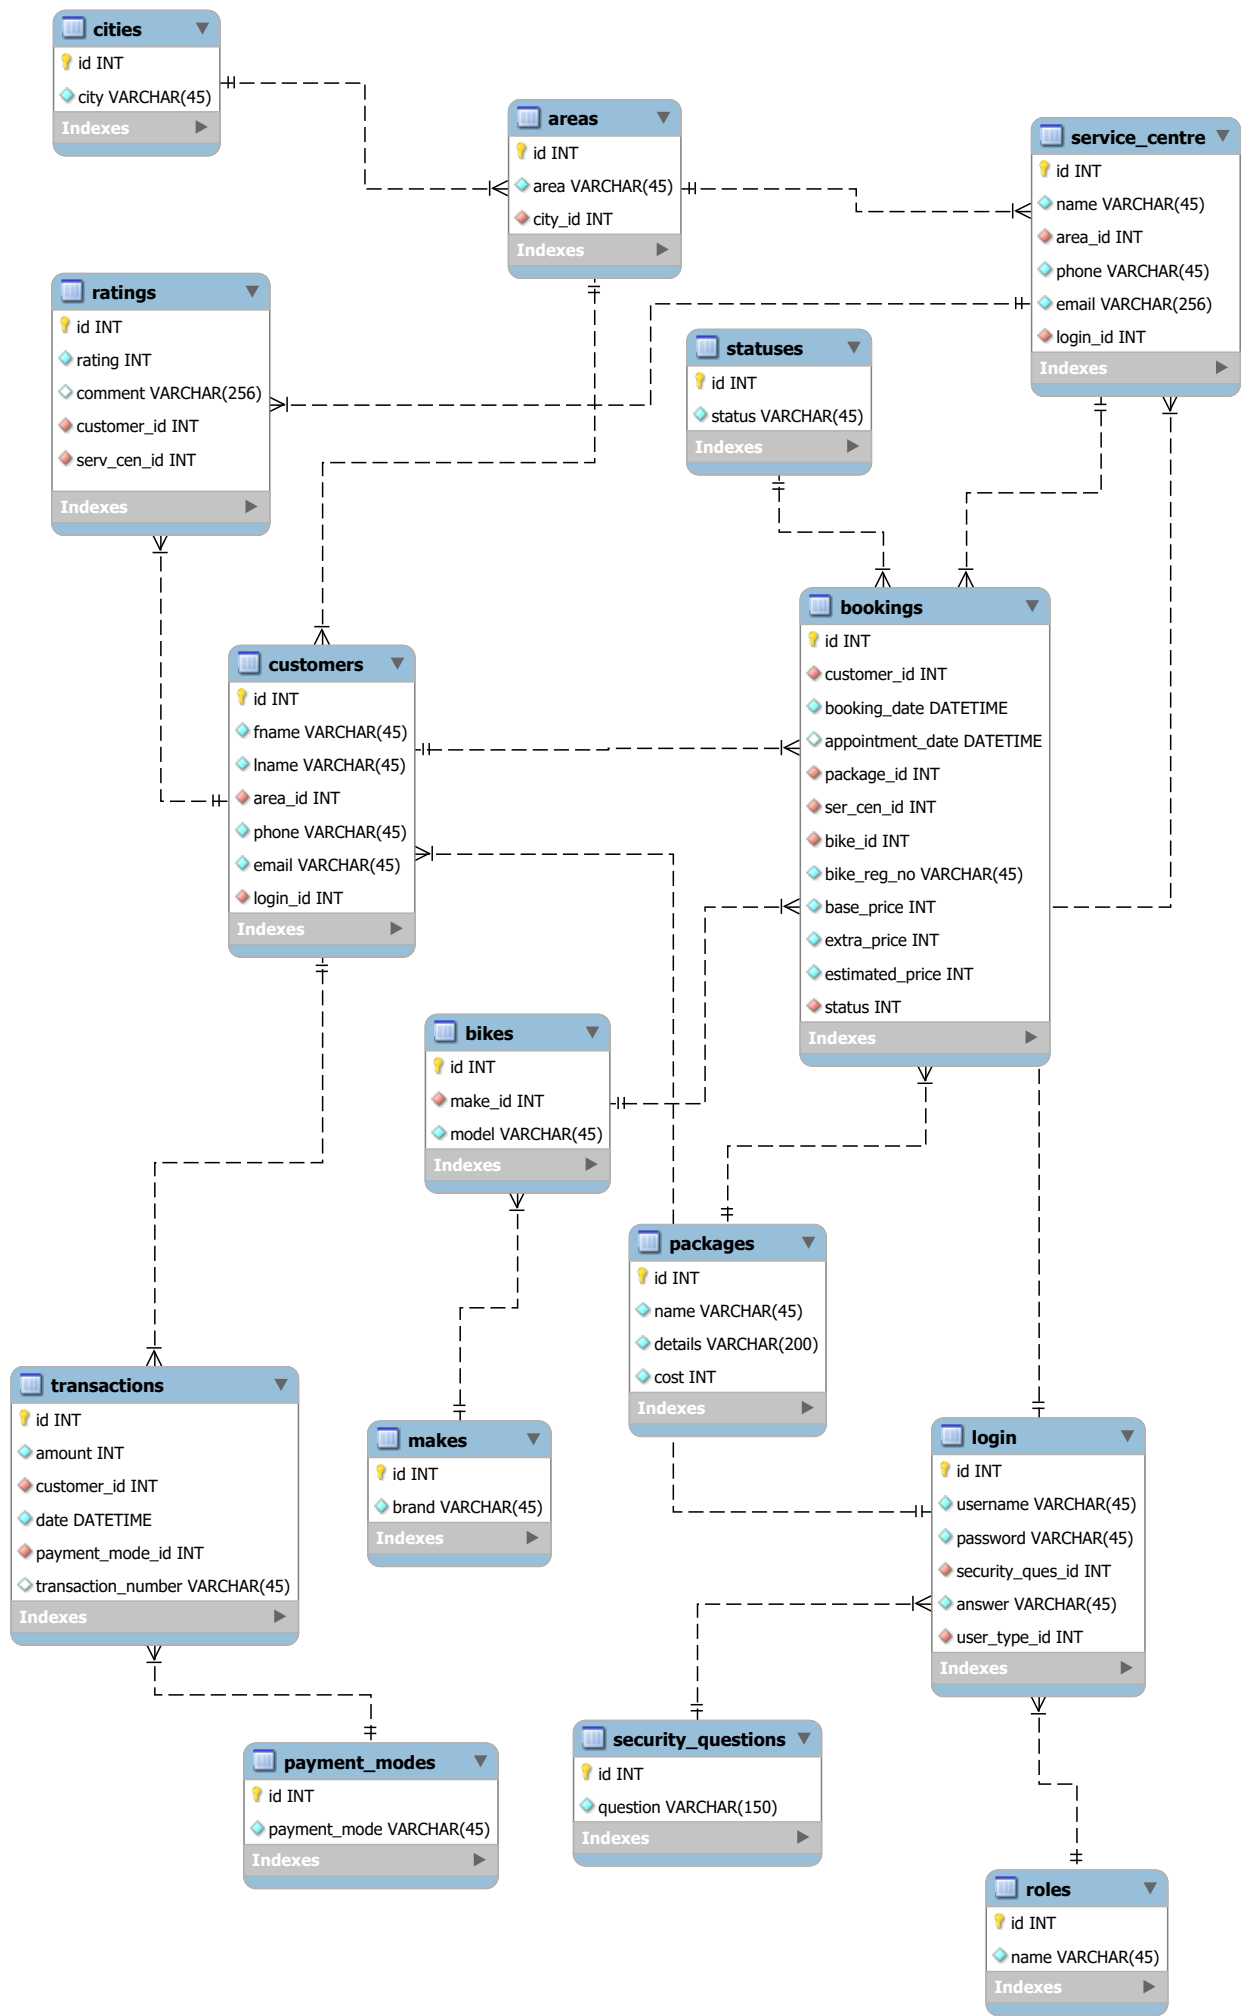 cities
id INT
city VARCHAR(45)
Indexes
areas
id INT
area VARCHAR(45)
city_id INT
Indexes
service_centre
id INT
name VARCHAR(45)
area_id INT
phone VARCHAR(45)
email VARCHAR(256)
login_id INT
Indexes
ratings
id INT
rating INT
comment VARCHAR(256)
customer_id INT
serv_cen_id INT
Indexes
statuses
id INT
status VARCHAR(45)
Indexes
customers
id INT
fname VARCHAR(45)
lname VARCHAR(45)
area_id INT
phone VARCHAR(45)
email VARCHAR(45)
login_id INT
Indexes
bookings
id INT
customer_id INT
booking_date DATETIME
appointment_date DATETIME
package_id INT
ser_cen_id INT
bike_id INT
bike_reg_no VARCHAR(45)
base_price INT
extra_price INT
estimated_price INT
status INT
Indexes
bikes
id INT
make_id INT
model VARCHAR(45)
Indexes
packages
id INT
name VARCHAR(45)
details VARCHAR(200)
cost INT
Indexes
transactions
id INT
amount INT
customer_id INT
date DATETIME
payment_mode_id INT
transaction_number VARCHAR(45)
Indexes
makes
id INT
brand VARCHAR(45)
Indexes
login
id INT
username VARCHAR(45)
password VARCHAR(45)
security_ques_id INT
answer VARCHAR(45)
user_type_id INT
Indexes
payment_modes
id INT
payment_mode VARCHAR(45)
Indexes
security_questions
id INT
question VARCHAR(150)
Indexes
roles
id INT
name VARCHAR(45)
Indexes